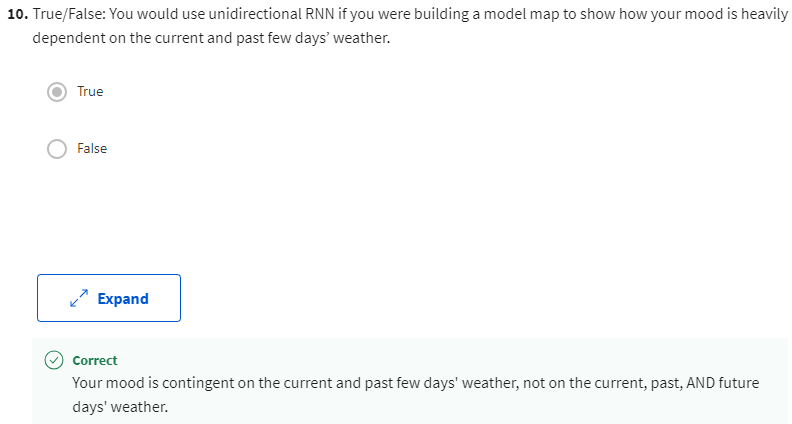 10. True/False: You would use unidirectional RNN if you were building a model map to show how your mood is heavily
dependent on the current and past few days’ weather.
True
False
Expand
Correct
Your mood is contingent on the current and past few days' weather, not on the current, past, AND future
days' weather.